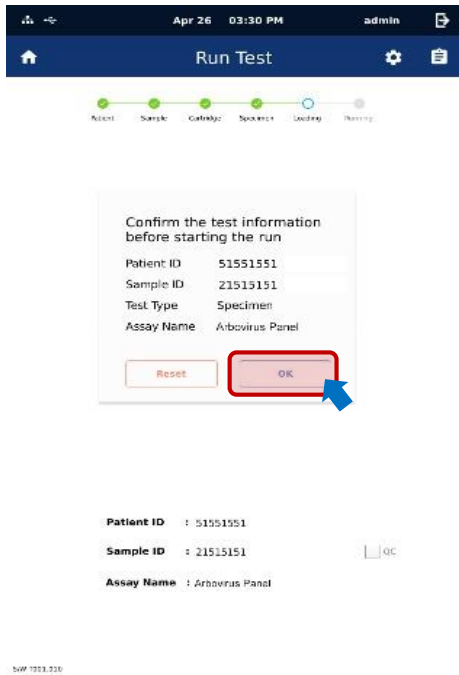 Apr 26 03:30 PM admin
Run Test
Patient Sample Cartridge Specimen Loading Running
Confirm the test information
before starting the run
Patient ID 51551551
Sample ID 21515151
Test Type Specimen
Assay Name Arbovirus Panel
Reset OK
Patient ID : 51551551
Sample ID : 21515151 QC
Assay Name : Arbovirus Panel
S/W